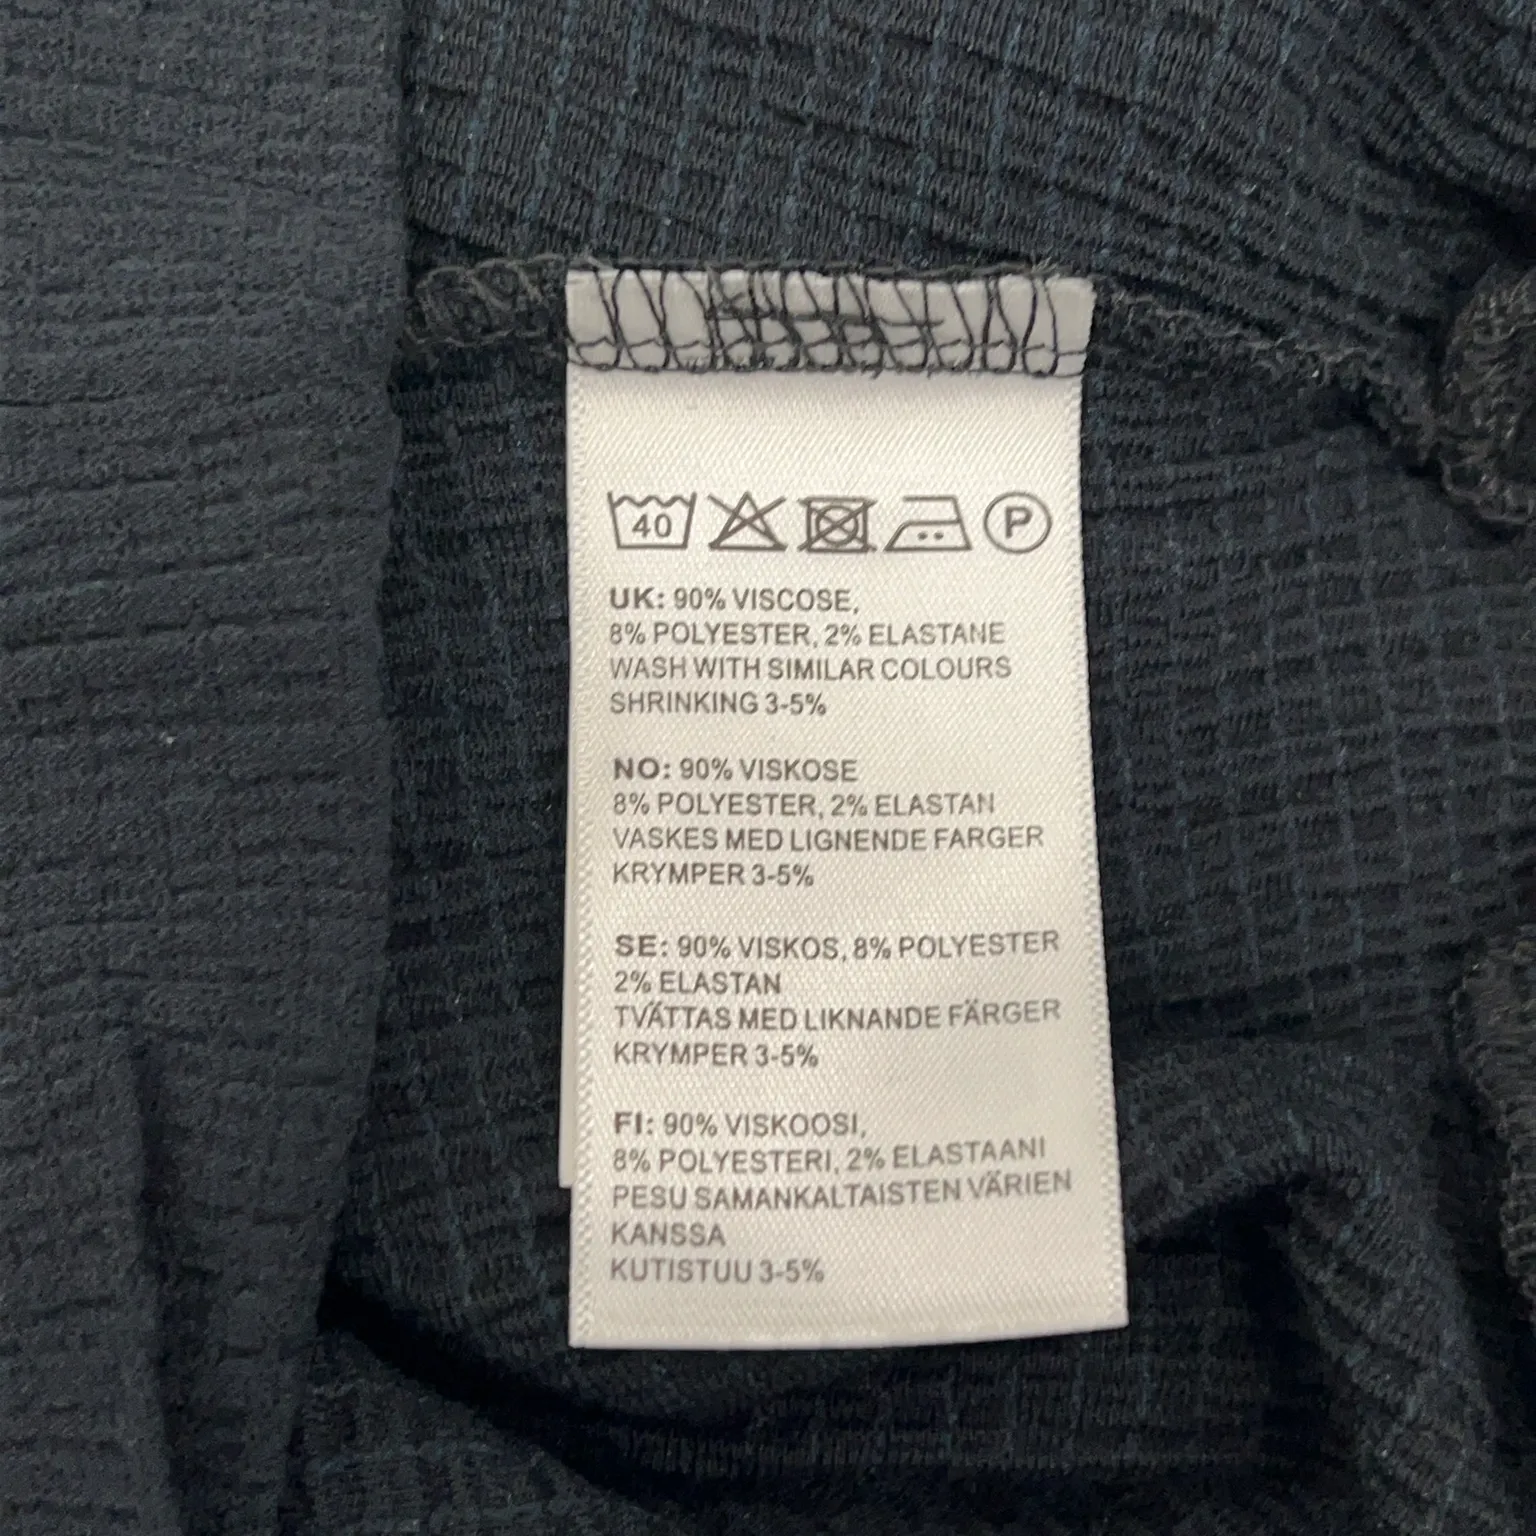 40
P
UK: 90% VISCOSE,
8% POLYESTER, 2% ELASTANE
WASH WITH SIMILAR COLOURS
SHRINKING 3-5%
NO: 90% VISKOSE
8% POLYESTER, 2% ELASTAN
VASKES MED LIGNENDE FARGER
KRYMPER 3-5%
SE: 90% VISKOS, 8% POLYESTER
2% ELASTAN
TVÄTTAS MED LIKNANDE FÄRGER
KRYMPER 3-5%
FI: 90% VISKOOSI,
8% POLYESTERI, 2% ELASTAANI
PESU SAMANKALTAISTEN VÄRIEN
KANSSA
KUTISTUU 3-5%